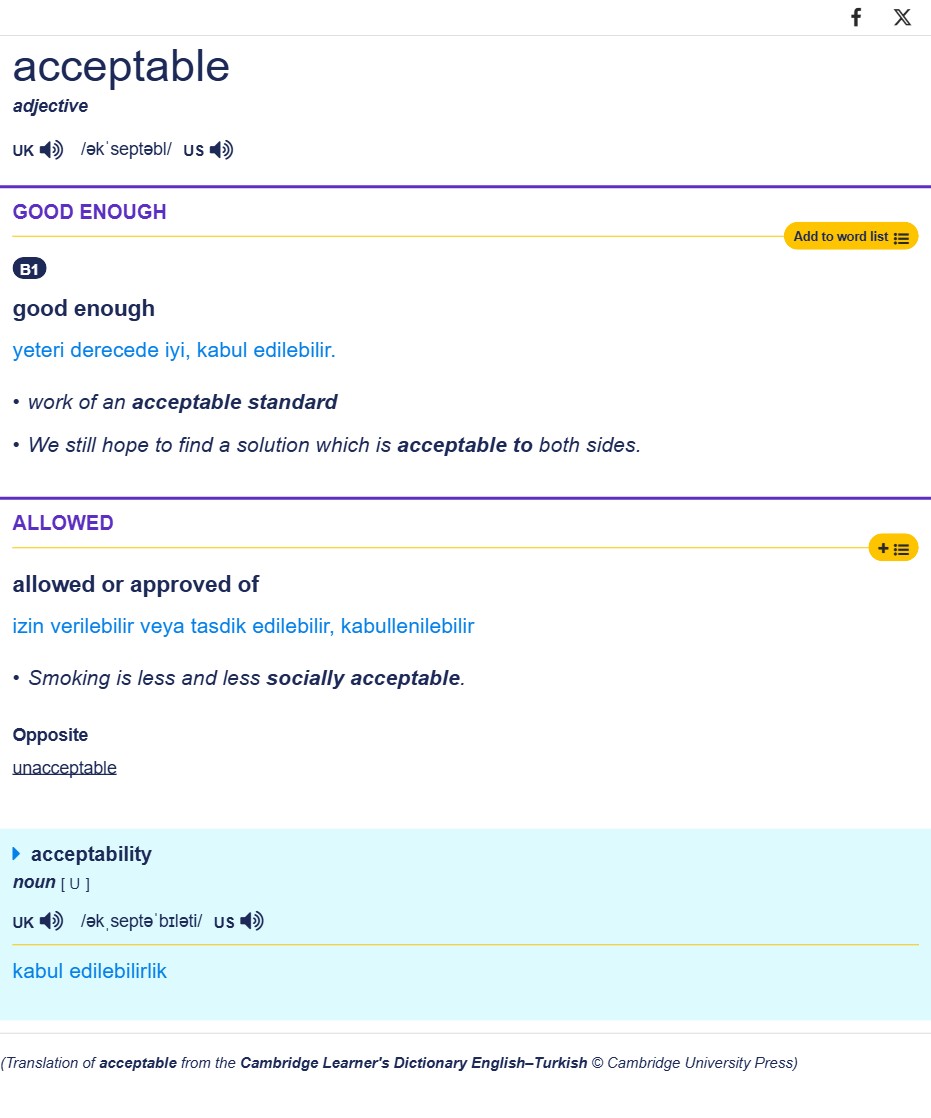 acceptable
adjective
UK /əkˈseptəbl/ US
GOOD ENOUGH
Add to word list
B1
good enough
yeteri derecede iyi, kabul edilebilir.
• work of an acceptable standard
• We still hope to find a solution which is acceptable to both sides.
ALLOWED
+
allowed or approved of
izin verilebilir veya tasdik edilebilir, kabullenilebilir
• Smoking is less and less socially acceptable.
Opposite
unacceptable
acceptability
noun [ U ]
UK /əkˌseptəˈbɪləti/ US
kabul edilebilirlik
(Translation of acceptable from the Cambridge Learner's Dictionary English–Turkish © Cambridge University Press)